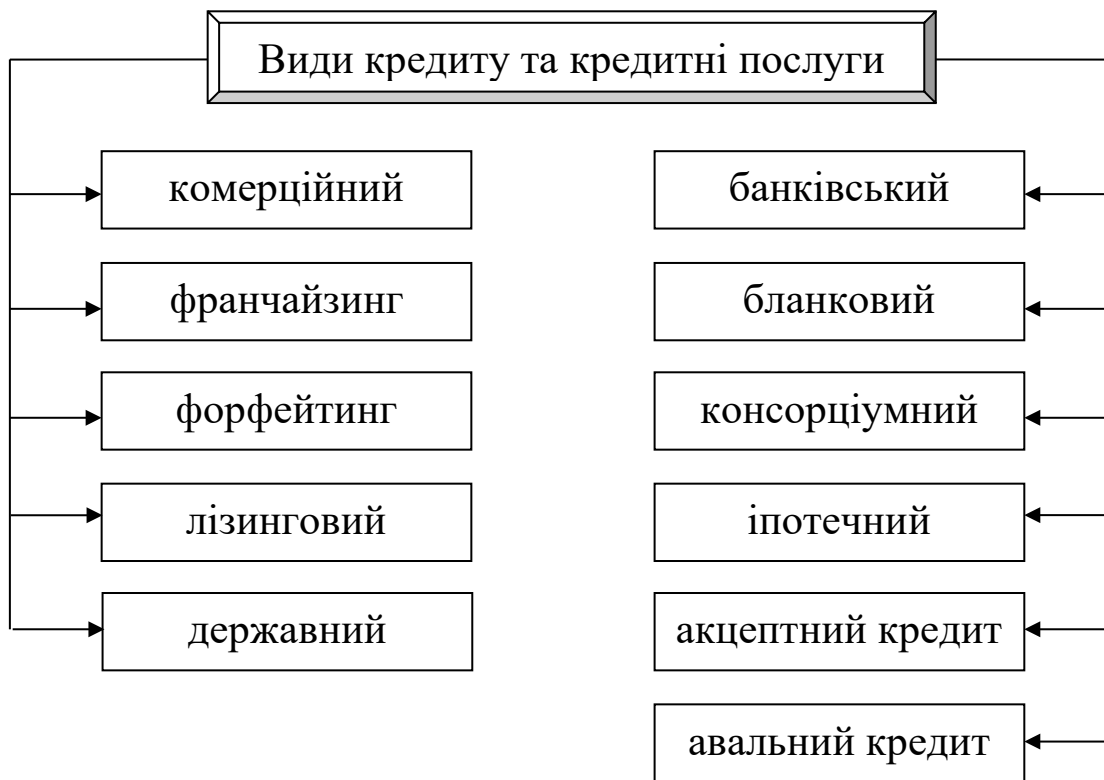 Види кредиту та кредитні послуги
комерційний
франчайзинг
форфейтинг
лізинговий
державний
банківський
бланковий
консорціумний
іпотечний
акцептний кредит
авальний кредит